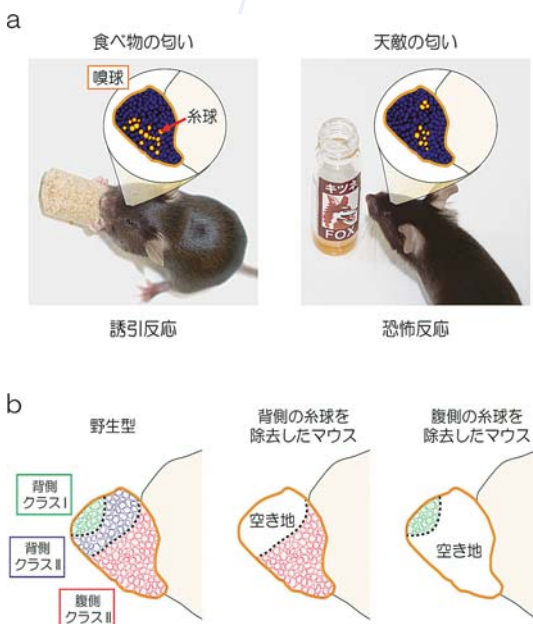 a
食べ物の匂い
天敵の匂い
嗅球
糸球
キツネ
FOX
誘引反応
恐怖反応
b
野生型
背側の糸球を
除去したマウス
腹側の糸球を
除去したマウス
背側
クラスⅠ
背側
クラスⅡ
腹側
クラスⅡ
空き地
空き地